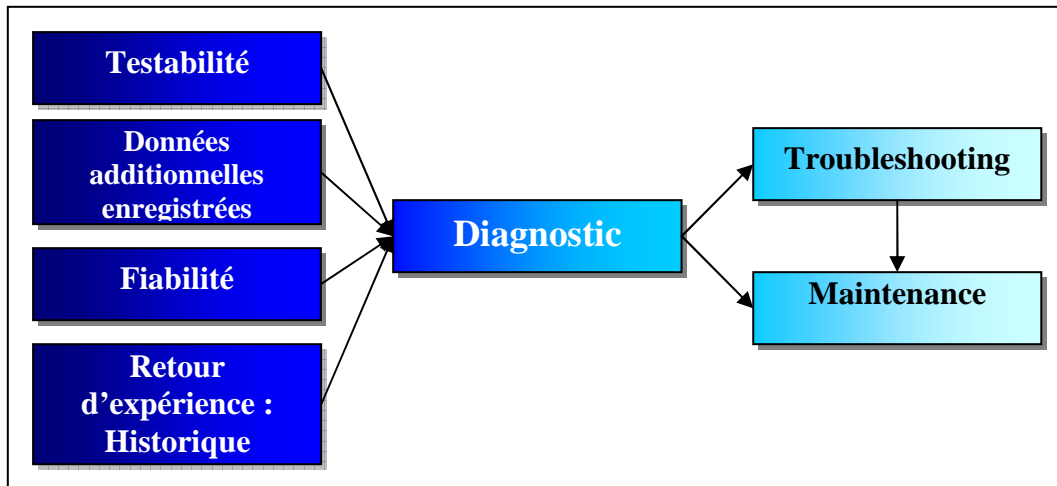 Testabilité
Données
additionnelles
enregistrées
Fiabilité
Retour
d’expérience :
Historique
Diagnostic
Troubleshooting
Maintenance